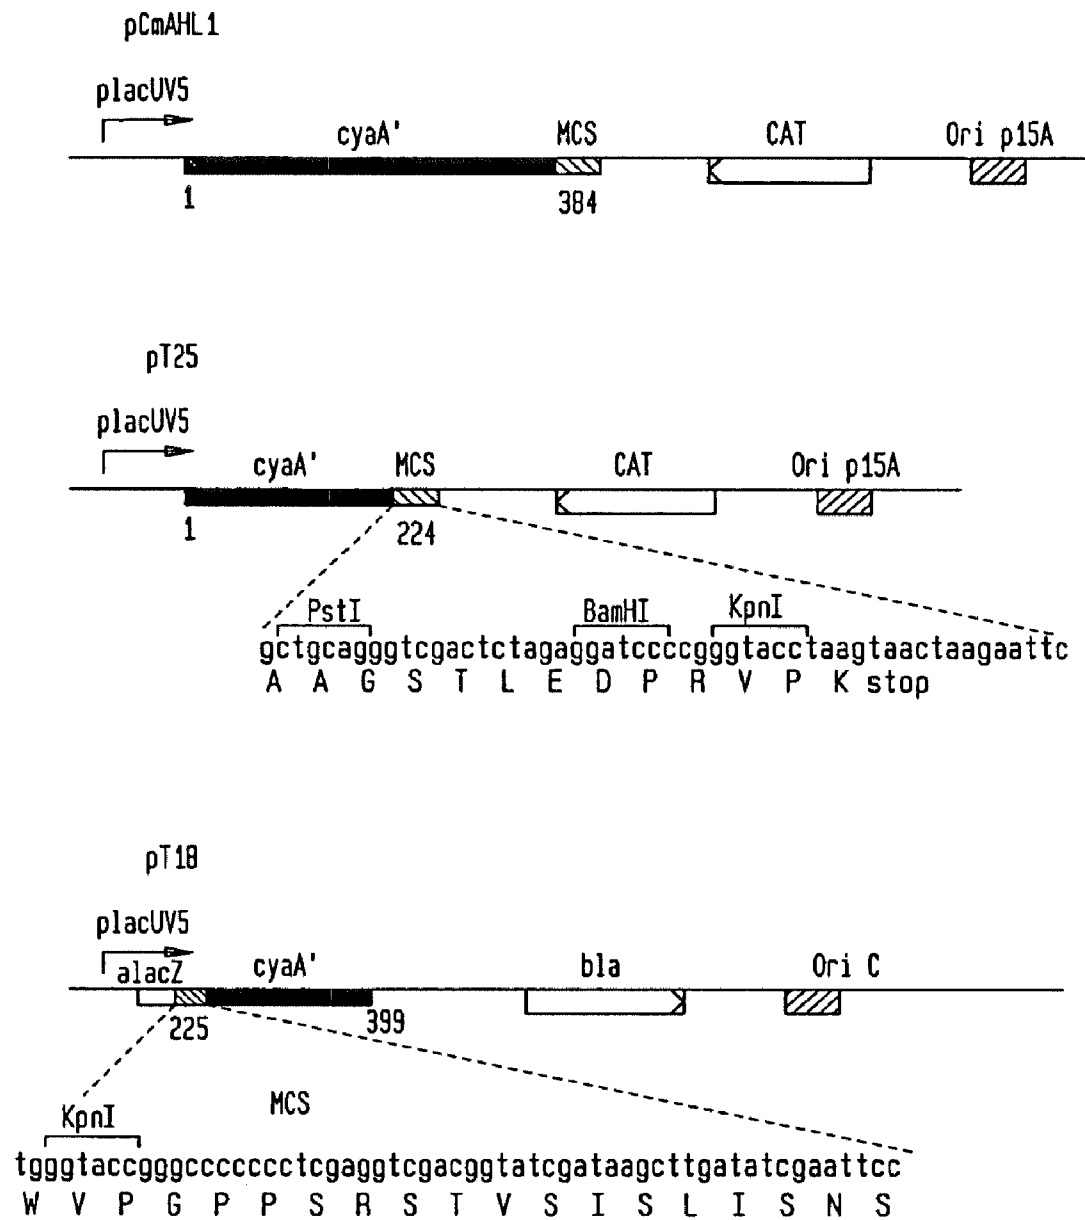 pCmAHL1
placUV5
cyaA' MCS CAT Ori p15A
1 384
pT25
placUV5
cyaA' MCS CAT Ori p15A
1 224
PstI BamHI KpnI
gctgcagggtcgactctagaggatccccgggtacctaagtaactaagaattc
A A G S T L E D P R V P K stop
pT18
placUV5
alacZ cyaA' bla Ori C
225 399
MCS
KpnI
tgggtaccgggccccccctcgaggtcgacggtatcgataagcttgatatcgaattcc
W V P G P P S R S T V S I S L I S N S